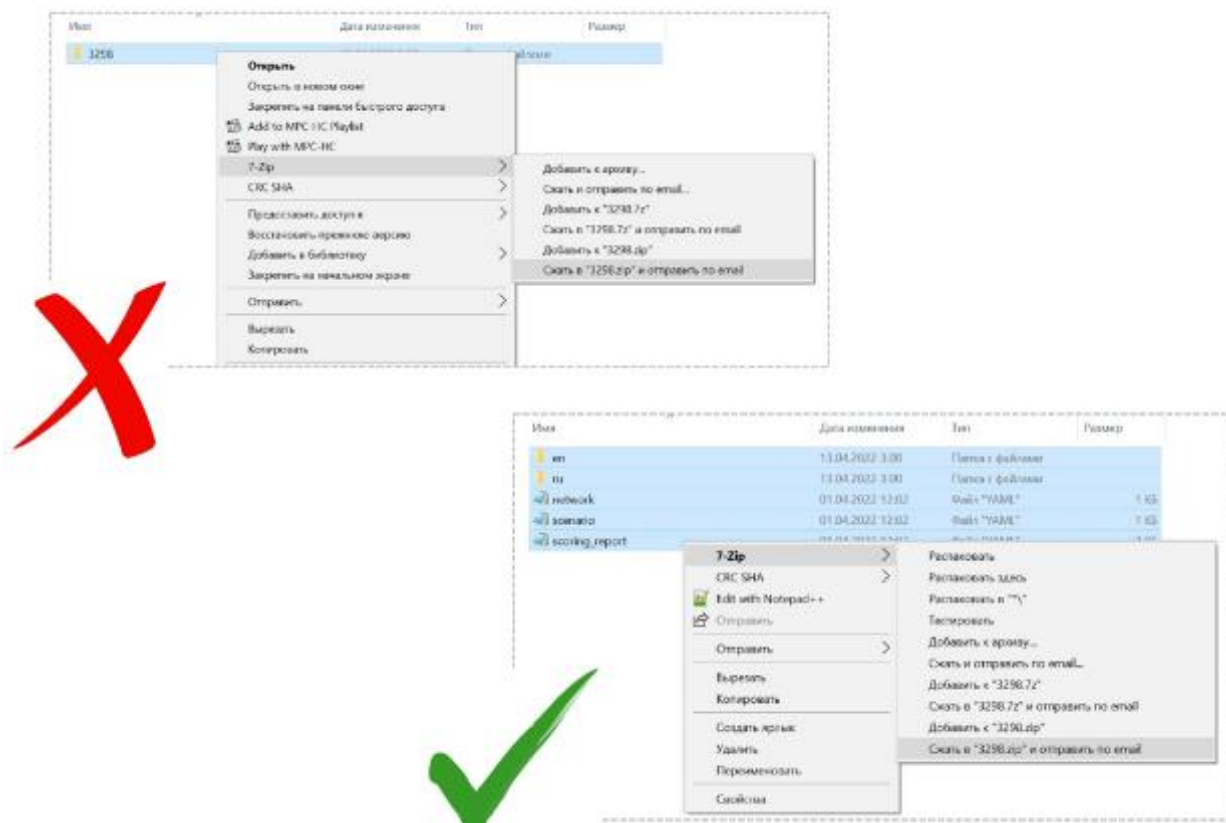 Имя Дата изменения Тип Размер
3298
Открыть
Открыть в новом окне
Закрепить на панели быстрого доступа
Add to MPC-HC Playlist
Play with MPC-HC
7-Zip
CRC SHA
Предоставить доступ к
Восстановить прежнюю версию
Добавить в библиотеку
Закрепить на начальном экране
Отправить
Вырезать
Копировать
Добавить к архиву...
Сжать и отправить по email...
Добавить к "3298.7z"
Сжать в "3298.7z" и отправить по email
Добавить к "3298.zip"
Сжать в "3298.zip" и отправить по email
Имя Дата изменения Тип Размер
en 13.04.2022 3:00 Папка с файлами
ru 13.04.2022 3:00 Папка с файлами
network 01.04.2022 12:02 Файл "YAML" 1 КБ
scenario 01.04.2022 12:02 Файл "YAML" 1 КБ
scoring_report
7-Zip
CRC SHA
Edit with Notepad++
Отправить
Отправить
Вырезать
Копировать
Создать ярлык
Удалить
Переименовать
Свойства
Распаковать
Распаковать здесь
Распаковать в "*\"
Тестировать
Добавить к архиву...
Сжать и отправить по email...
Добавить к "3298.7z"
Сжать в "3298.7z" и отправить по email
Добавить к "3298.zip"
Сжать в "3298.zip" и отправить по email